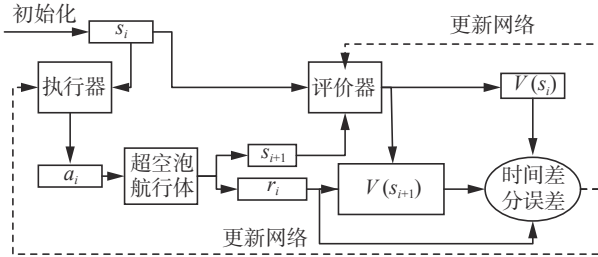 初始化
s_i
更新网络
执行器
评价器
V(s_i)
a_i
超空泡
航行体
s_{i+1}
r_i
V(s_{i+1})
时间差
分误差
更新网络